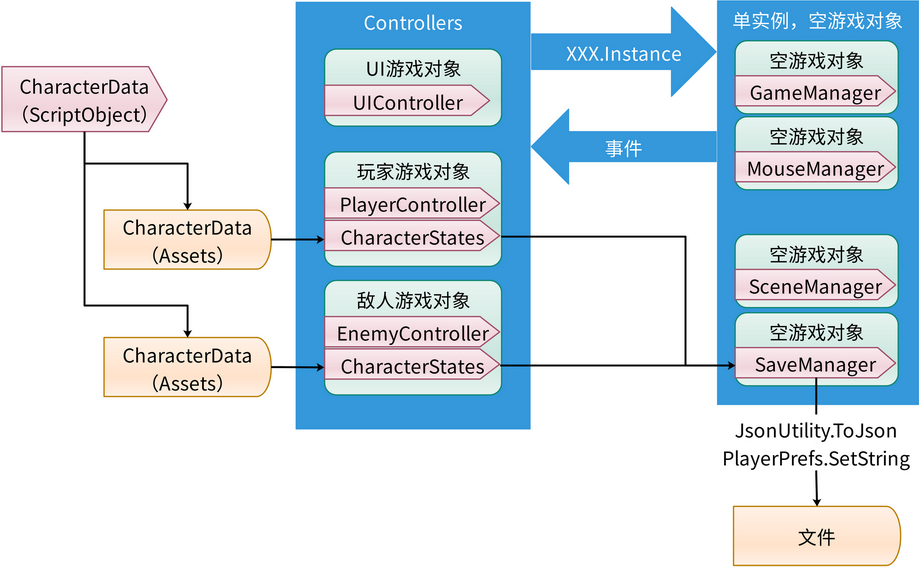 CharacterData
（ScriptObject）
CharacterData
（Assets）
CharacterData
（Assets）
Controllers
UI游戏对象
UIController
玩家游戏对象
PlayerController
CharacterStates
敌人游戏对象
EnemyController
CharacterStates
XXX.Instance
事件
单实例，空游戏对象
空游戏对象
GameManager
空游戏对象
MouseManager
空游戏对象
SceneManager
空游戏对象
SaveManager
JsonUtility.ToJson
PlayerPrefs.SetString
文件